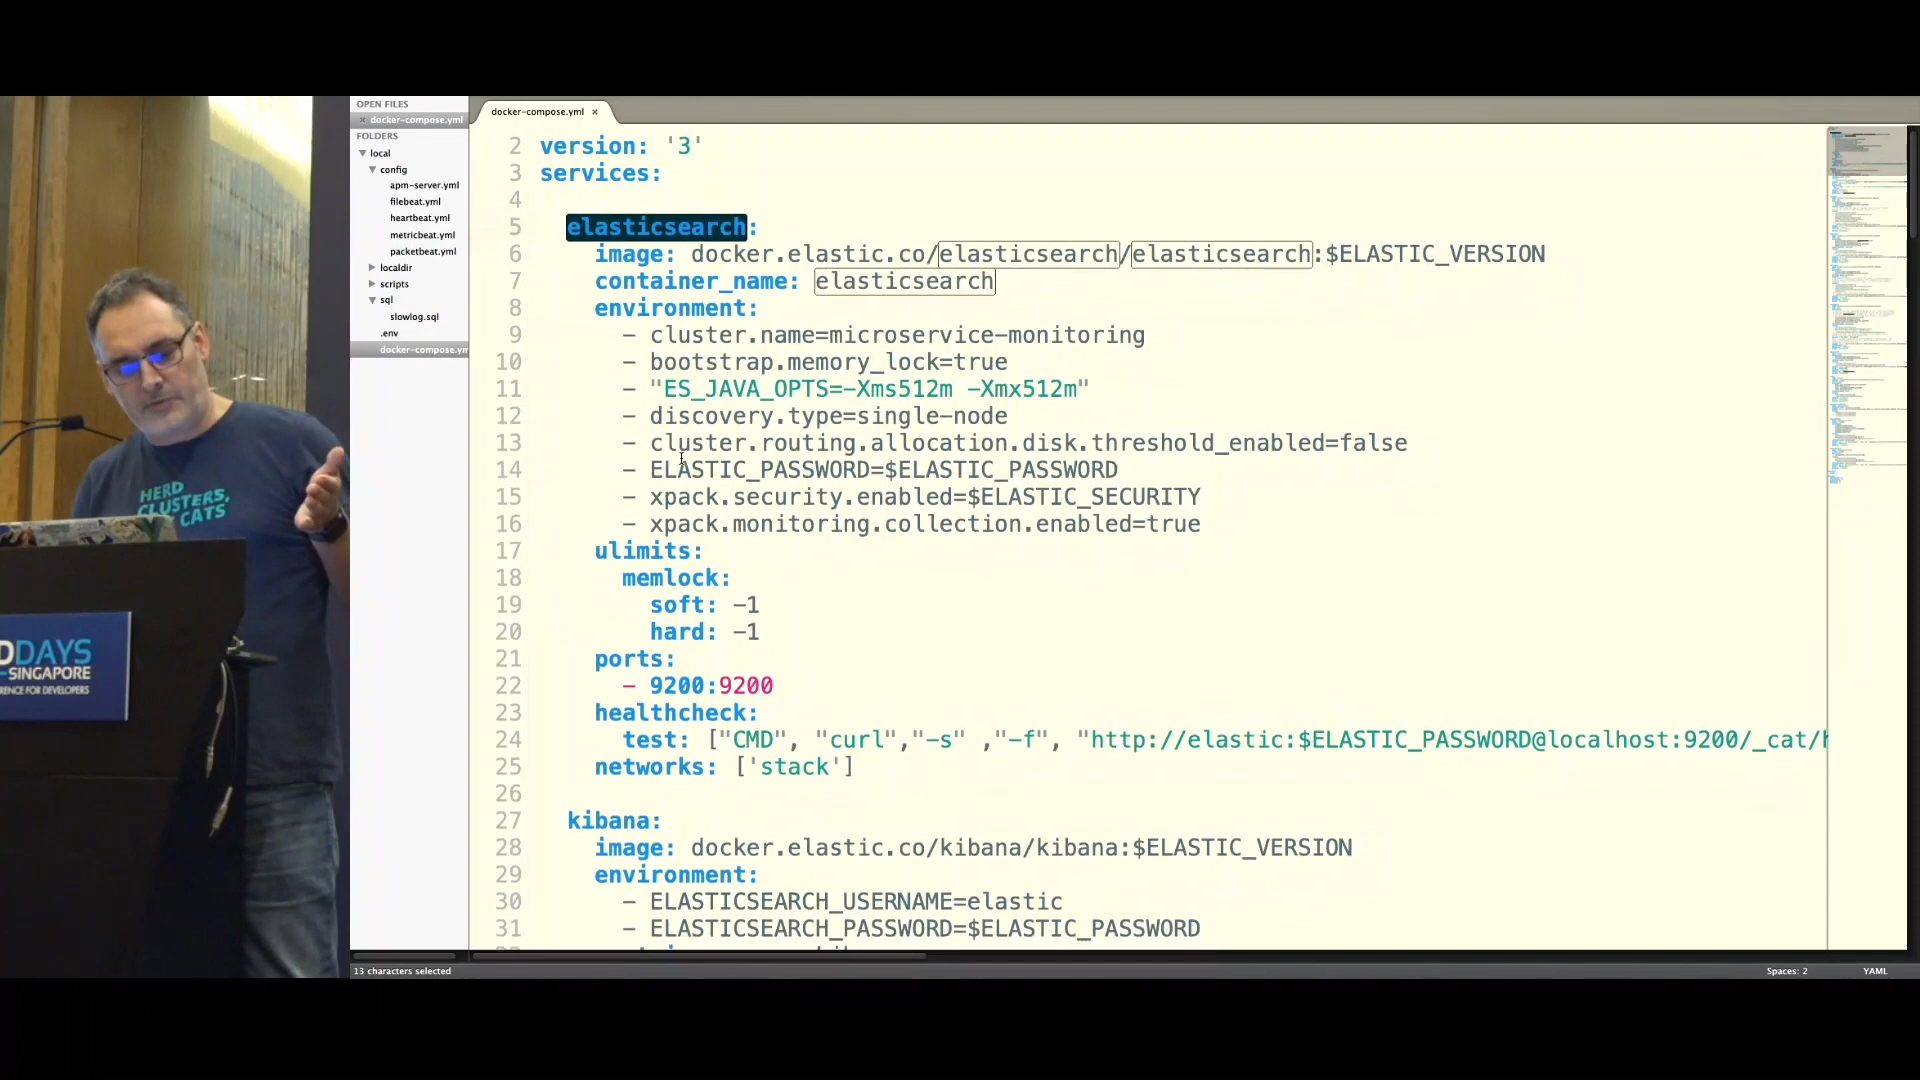 HERD
CLUSTERS,
CATS
DAYS
SINGAPORE
FOR DEVELOPERS
OPEN FILES
× docker-compose.yml
FOLDERS
local
config
apm-server.yml
filebeat.yml
heartbeat.yml
metricbeat.yml
packetbeat.yml
localdir
scripts
sql
slowlog.sql
.env
docker-compose.ym
docker-compose.yml ×
2 version: '3'
3 services:
4
5 elasticsearch:
6 image: docker.elastic.co/elasticsearch/elasticsearch:$ELASTIC_VERSION
7 container_name: elasticsearch
8 environment:
9 - cluster.name=microservice-monitoring
10 - bootstrap.memory_lock=true
11 - "ES_JAVA_OPTS=-Xms512m -Xmx512m"
12 - discovery.type=single-node
13 - cluster.routing.allocation.disk.threshold_enabled=false
14 - ELASTIC_PASSWORD=$ELASTIC_PASSWORD
15 - xpack.security.enabled=$ELASTIC_SECURITY
16 - xpack.monitoring.collection.enabled=true
17 ulimits:
18 memlock:
19 soft: -1
20 hard: -1
21 ports:
22 - 9200:9200
23 healthcheck:
24 test: ["CMD", "curl","-s" ,"-f", "http://elastic:$ELASTIC_PASSWORD@localhost:9200/_cat/
25 networks: ['stack']
26
27 kibana:
28 image: docker.elastic.co/kibana/kibana:$ELASTIC_VERSION
29 environment:
30 - ELASTICSEARCH_USERNAME=elastic
31 - ELASTICSEARCH_PASSWORD=$ELASTIC_PASSWORD
13 characters selected
Spaces: 2
YAML